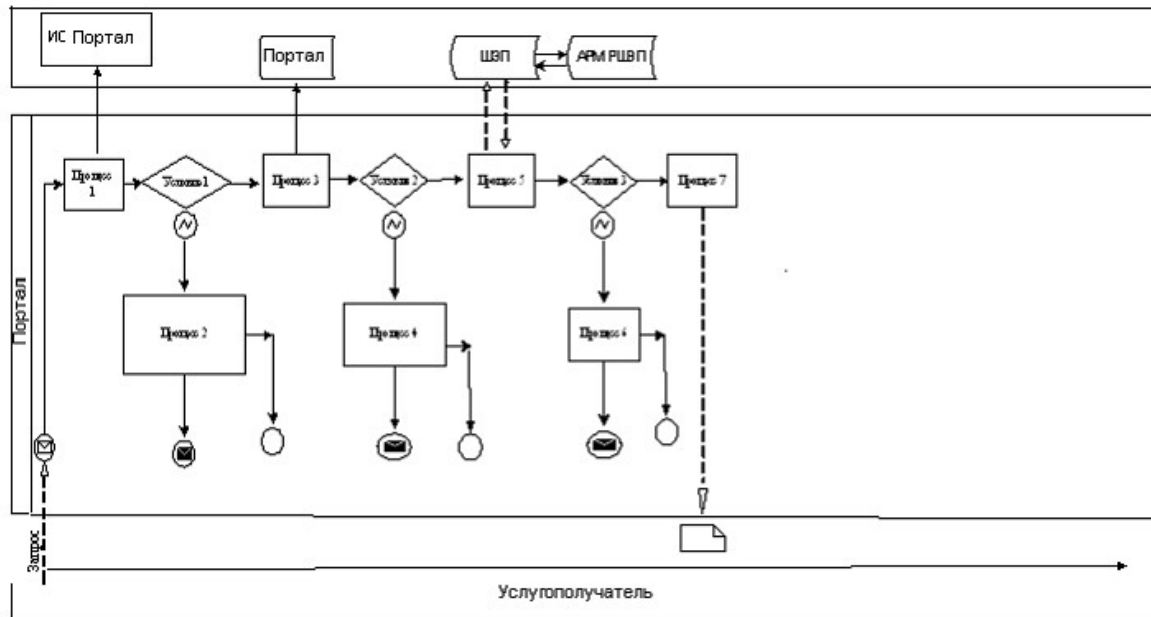 ИС Портал
Портал
ШЭП
АРМ РШЭП
Процесс 1
Условие 1
Процесс 3
Условие 2
Процесс 5
Условие 3
Процесс 7
Процесс 2
Процесс 4
Процесс 6
Портал
Запрос
Услугополучатель